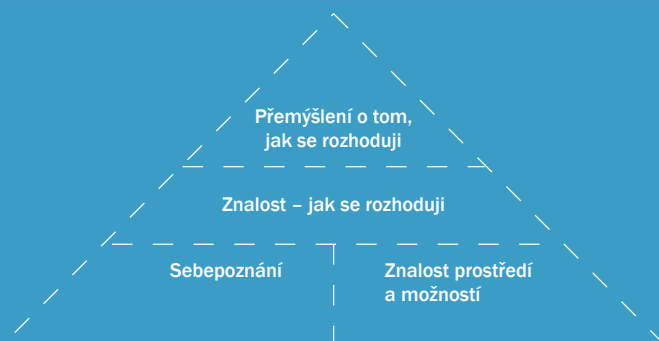 Přemýšlení o tom,
jak se rozhoduji
Znalost – jak se rozhoduji
Sebepoznání
Znalost prostředí
a možností